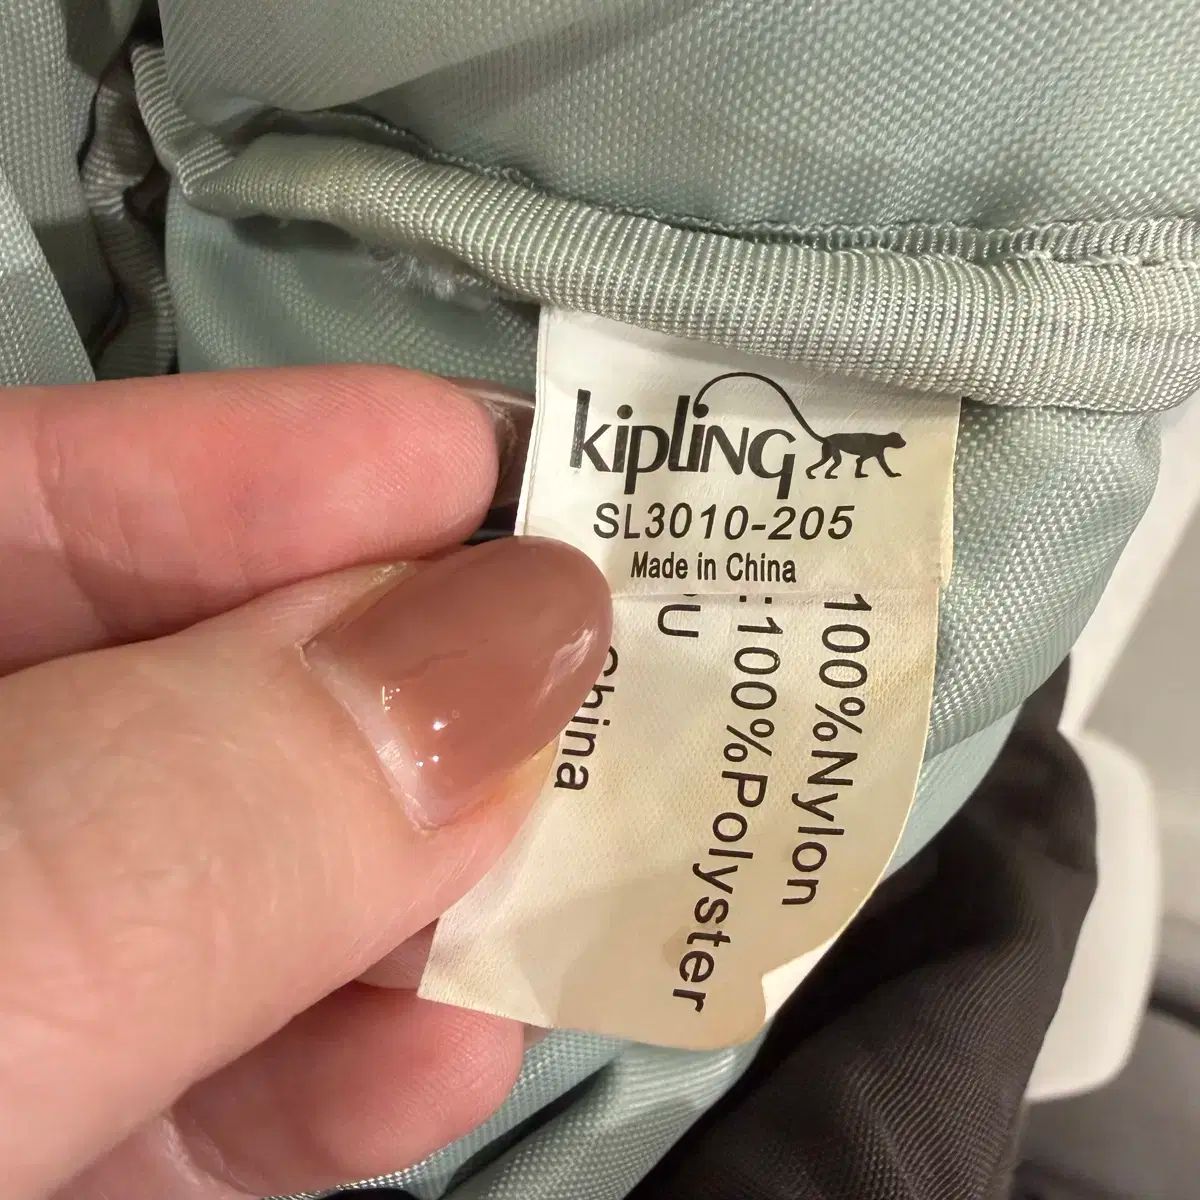 kipling
SL3010-205
Made in China
100%Nylon
:100%Polyster
U
China